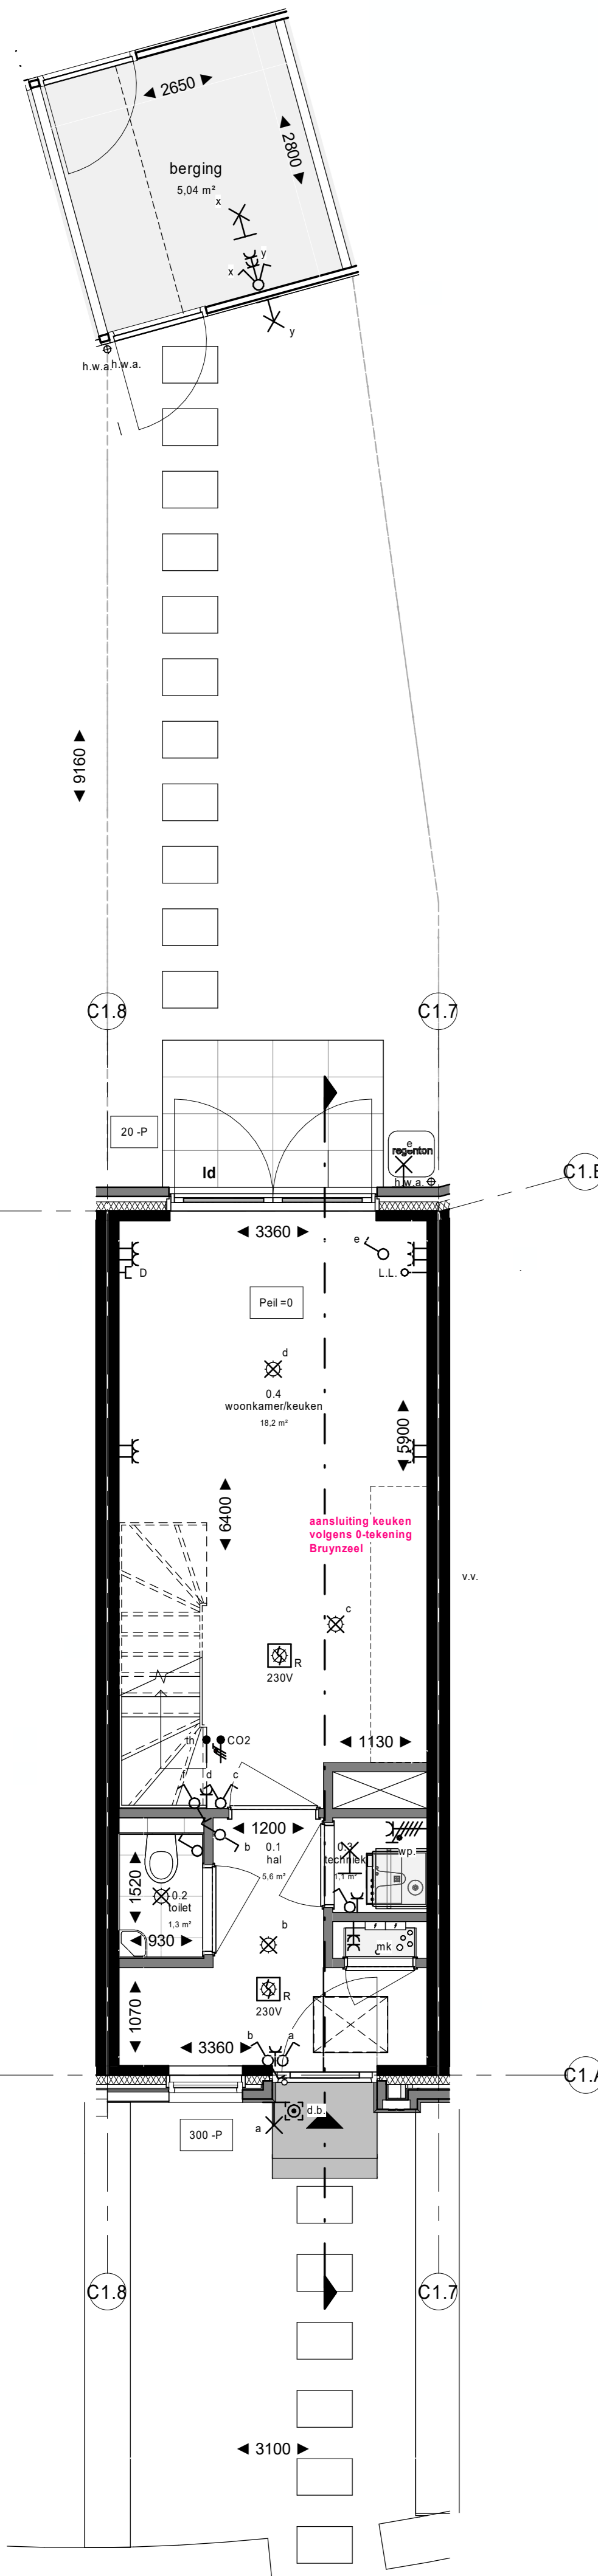 2650
2800
berging
5,04 m²
x
y
x
y
h.w.a.
h.w.a.
9160
C1.8
C1.7
20 -P
ld
e
regenton
h.w.a.
C1.E
3360
e
D
L.L.
Peil =0
d
0.4
woonkamer/keuken
18,2 m²
5900
6400
aansluiting keuken
volgens 0-tekening
Bruynzeel
v.v.
c
R
230V
th
CO2
1130
f
d
c
1200
b
0.1
hal
5,6 m²
0.3
techniek
1,1 m²
wp.
1520
0.2
toilet
1,3 m²
930
b
mk
R
230V
1070
3360
b
a
C1.A
d.b.
a
300 -P
C1.8
C1.7
3100